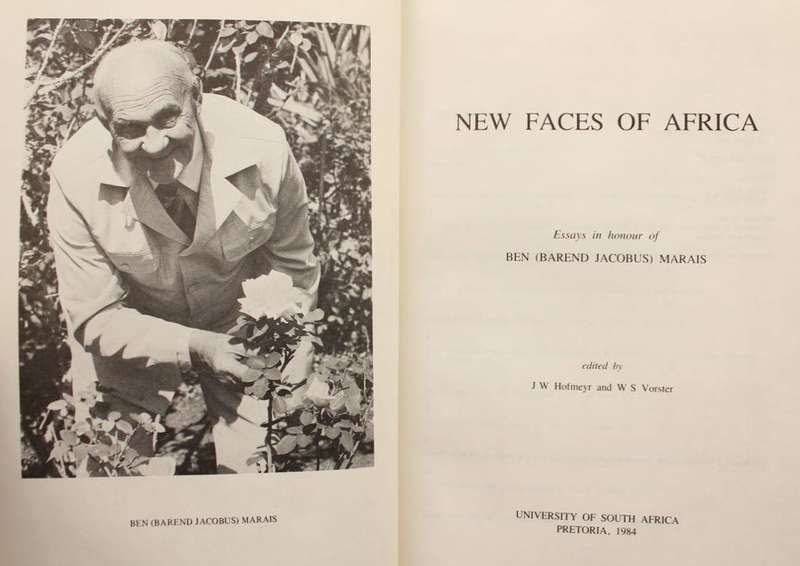 BEN (BAREND JACOBUS) MARAIS
NEW FACES OF AFRICA
Essays in honour of
BEN (BAREND JACOBUS) MARAIS
edited by
J W Hofmeyr and W S Vorster
UNIVERSITY OF SOUTH AFRICA
PRETORIA, 1984